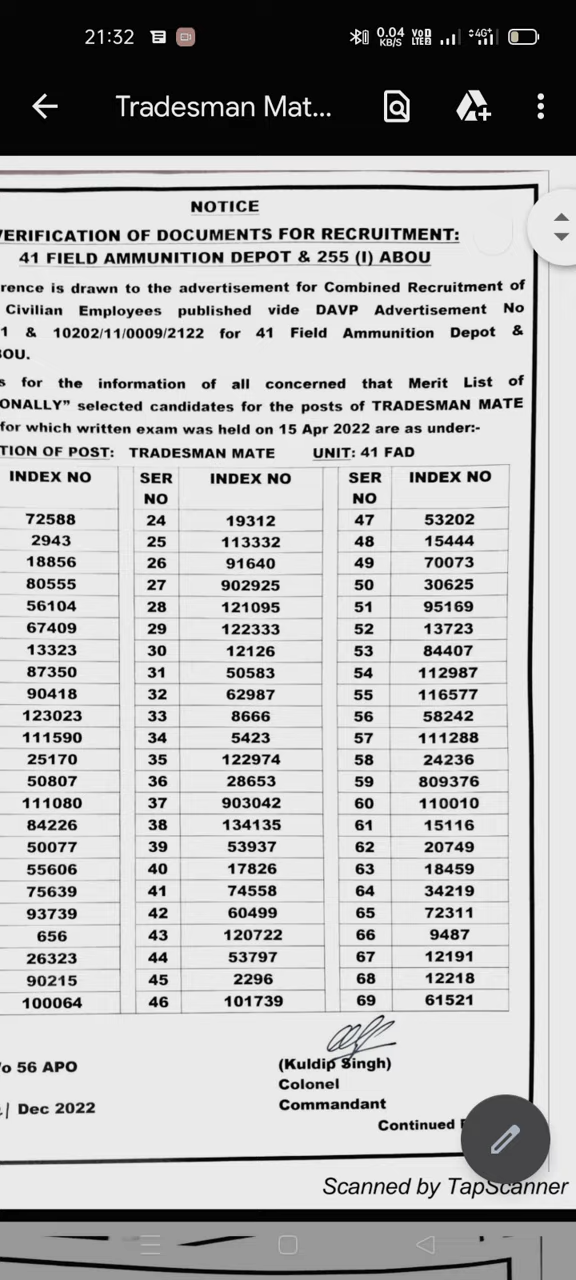 21:32 0.04 KB/S VoD LTE2 4G+
Tradesman Mat...
NOTICE
VERIFICATION OF DOCUMENTS FOR RECRUITMENT:
41 FIELD AMMUNITION DEPOT & 255 (I) ABOU
rence is drawn to the advertisement for Combined Recruitment of
Civilian Employees published vide DAVP Advertisement No
1 & 10202/11/0009/2122 for 41 Field Ammunition Depot &
BOU.
s for the information of all concerned that Merit List of
ONALLY” selected candidates for the posts of TRADESMAN MATE
for which written exam was held on 15 Apr 2022 are as under:-
TION OF POST: TRADESMAN MATE UNIT: 41 FAD
INDEX NO SER NO INDEX NO SER NO INDEX NO
72588 24 19312 47 53202
2943 25 113332 48 15444
18856 26 91640 49 70073
80555 27 902925 50 30625
56104 28 121095 51 95169
67409 29 122333 52 13723
13323 30 12126 53 84407
87350 31 50583 54 112987
90418 32 62987 55 116577
123023 33 8666 56 58242
111590 34 5423 57 111288
25170 35 122974 58 24236
50807 36 28653 59 809376
111080 37 903042 60 110010
84226 38 134135 61 15116
50077 39 53937 62 20749
55606 40 17826 63 18459
75639 41 74558 64 34219
93739 42 60499 65 72311
656 43 120722 66 9487
26323 44 53797 67 12191
90215 45 2296 68 12218
100064 46 101739 69 61521
(Kuldip Singh)
/o 56 APO
Colonel
Dec 2022
Commandant
Continued
Scanned by TapScanner